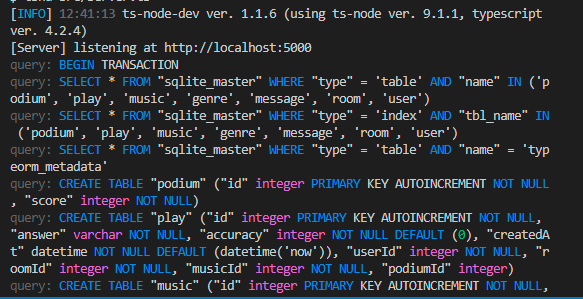 [INFO] 12:41:13 ts-node-dev ver. 1.1.6 (using ts-node ver. 9.1.1, typescript
ver. 4.2.4)
[Server] listening at http://localhost:5000
query: BEGIN TRANSACTION
query: SELECT * FROM "sqlite_master" WHERE "type" = 'table' AND "name" IN ('p
odium', 'play', 'music', 'genre', 'message', 'room', 'user')
query: SELECT * FROM "sqlite_master" WHERE "type" = 'index' AND "tbl_name" IN
('podium', 'play', 'music', 'genre', 'message', 'room', 'user')
query: SELECT * FROM "sqlite_master" WHERE "type" = 'table' AND "name" = 'typ
eorm_metadata'
query: CREATE TABLE "podium" ("id" integer PRIMARY KEY AUTOINCREMENT NOT NULL
, "score" integer NOT NULL)
query: CREATE TABLE "play" ("id" integer PRIMARY KEY AUTOINCREMENT NOT NULL,
"answer" varchar NOT NULL, "accuracy" integer NOT NULL DEFAULT (0), "createdA
t" datetime NOT NULL DEFAULT (datetime('now')), "userId" integer NOT NULL, "r
oomId" integer NOT NULL, "musicId" integer NOT NULL, "podiumId" integer)
query: CREATE TABLE "music" ("id" integer PRIMARY KEY AUTOINCREMENT NOT NULL,